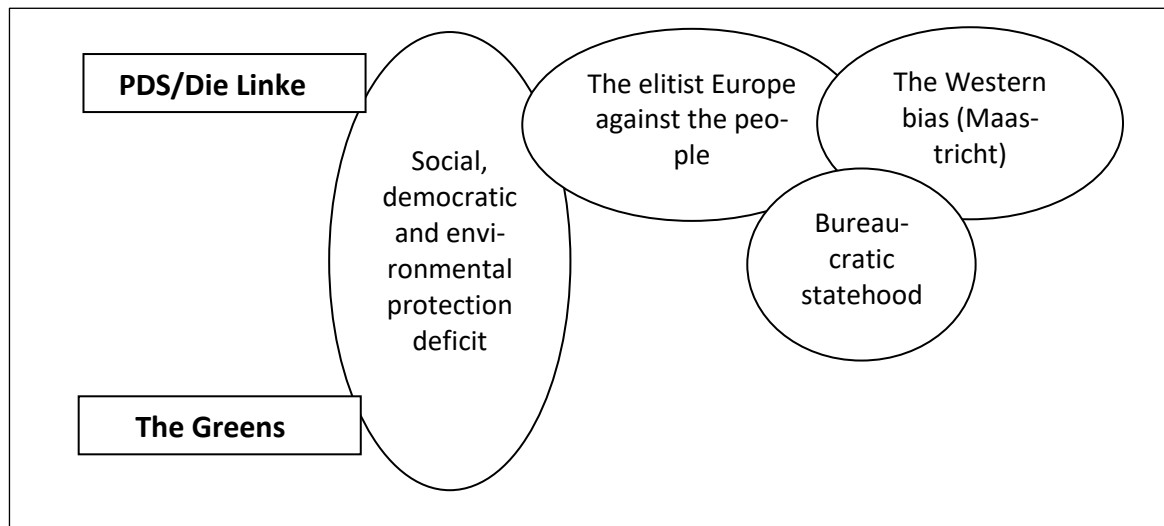 PDS/Die Linke
Social,
democratic
and envi-
ronmental
protection
deficit
The elitist Europe
against the peo-
ple
The Western
bias (Maas-
tricht)
Bureau-
cratic
statehood
The Greens